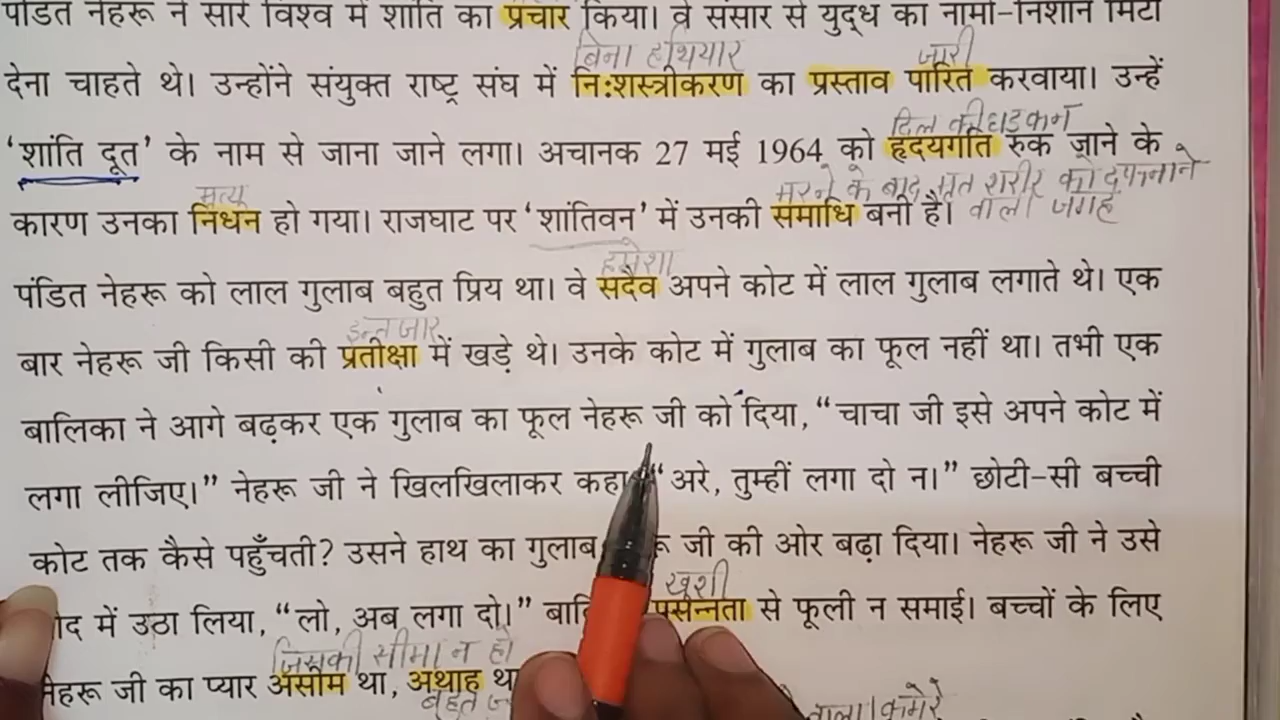 पंडित नेहरू ने सारे विश्व में शांति का प्रचार किया। वे संसार से युद्ध का नामो-निशान मिटा
बिना हथियार जारी
देना चाहते थे। उन्होंने संयुक्त राष्ट्र संघ में नि:शस्त्रीकरण का प्रस्ताव पारित करवाया। उन्हें
दिल की धड़कन
‘शांति दूत’ के नाम से जाना जाने लगा। अचानक 27 मई 1964 को हृदयगति रुक जाने के
मृत्यु मरने के बाद मृत शरीर को दफनाने
कारण उनका निधन हो गया। राजघाट पर ‘शांतिवन’ में उनकी समाधि बनी है। वाली जगह
हमेशा
पंडित नेहरू को लाल गुलाब बहुत प्रिय था। वे सदैव अपने कोट में लाल गुलाब लगाते थे। एक
इन्तजार
बार नेहरू जी किसी की प्रतीक्षा में खड़े थे। उनके कोट में गुलाब का फूल नहीं था। तभी एक
बालिका ने आगे बढ़कर एक गुलाब का फूल नेहरू जी को दिया, “चाचा जी इसे अपने कोट में
लगा लीजिए।” नेहरू जी ने खिलखिलाकर कहा “अरे, तुम्हीं लगा दो न।” छोटी-सी बच्ची
कोट तक कैसे पहुँचती? उसने हाथ का गुलाब जी की ओर बढ़ा दिया। नेहरू जी ने उसे
खुशी
में उठा लिया, “लो, अब लगा दो।” प्रसन्नता से फूली न समाई। बच्चों के लिए
जिसकी सीमा न हो
नेहरू जी का प्यार असीम था, अथाह
बहुत